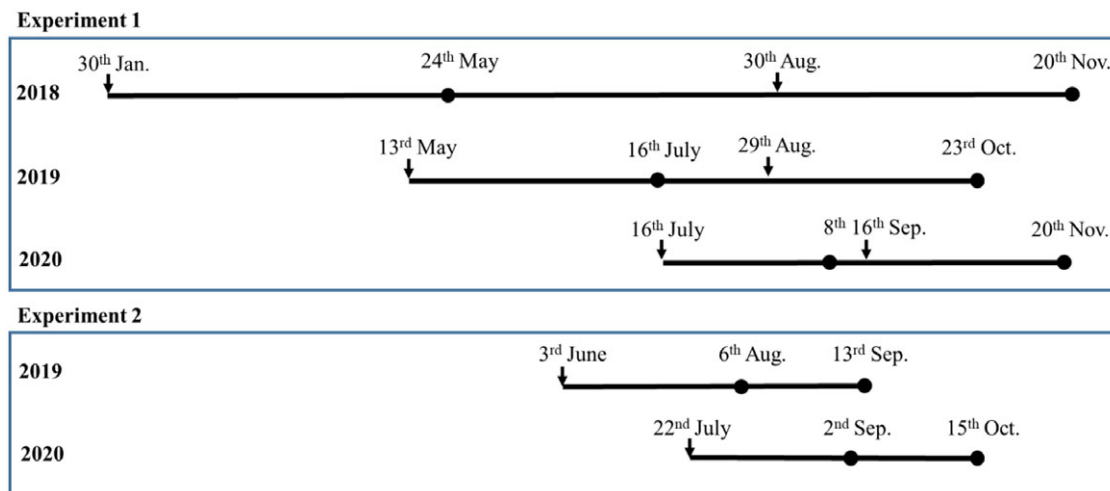 Experiment 1
30th Jan. 24th May 30th Aug. 20th Nov.
2018
13rd May 16th July 29th Aug. 23rd Oct.
2019
16th July 8th 16th Sep. 20th Nov.
2020
Experiment 2
3rd June 6th Aug. 13rd Sep.
2019
22nd July 2nd Sep. 15th Oct.
2020